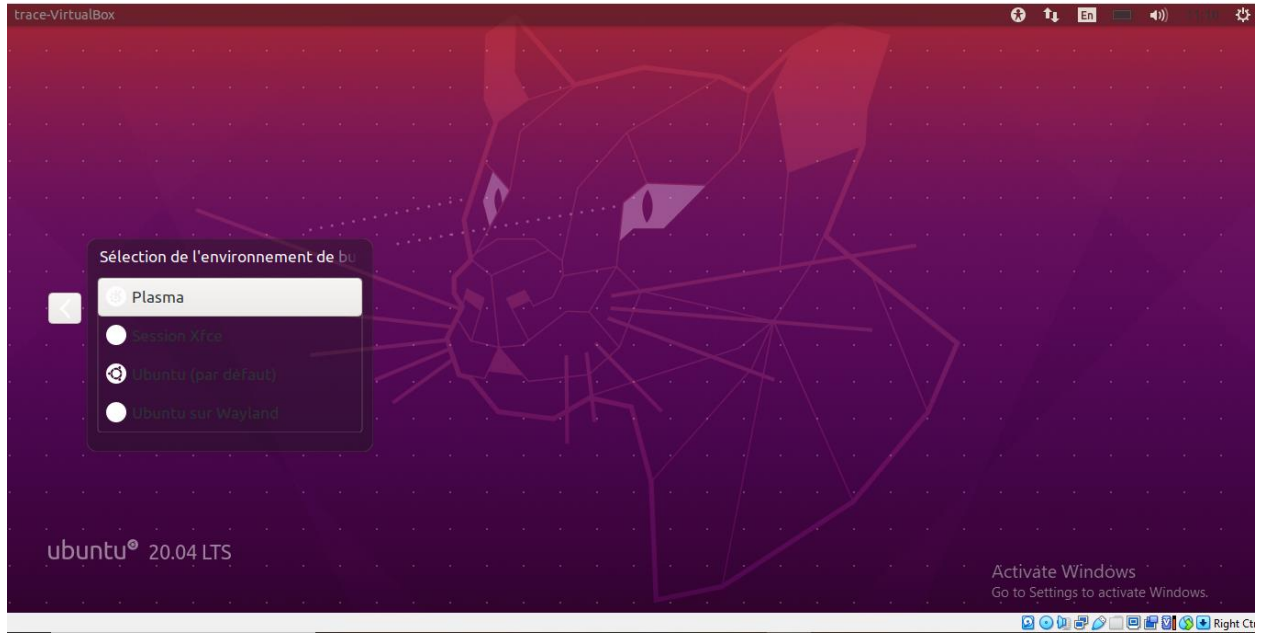 trace-VirtualBox
En
Sélection de l'environnement de bu
Plasma
Session Xfce
Ubuntu (par défaut)
Ubuntu sur Wayland
ubuntu® 20.04 LTS
Activate Windows
Go to Settings to activate Windows.
Right Ct